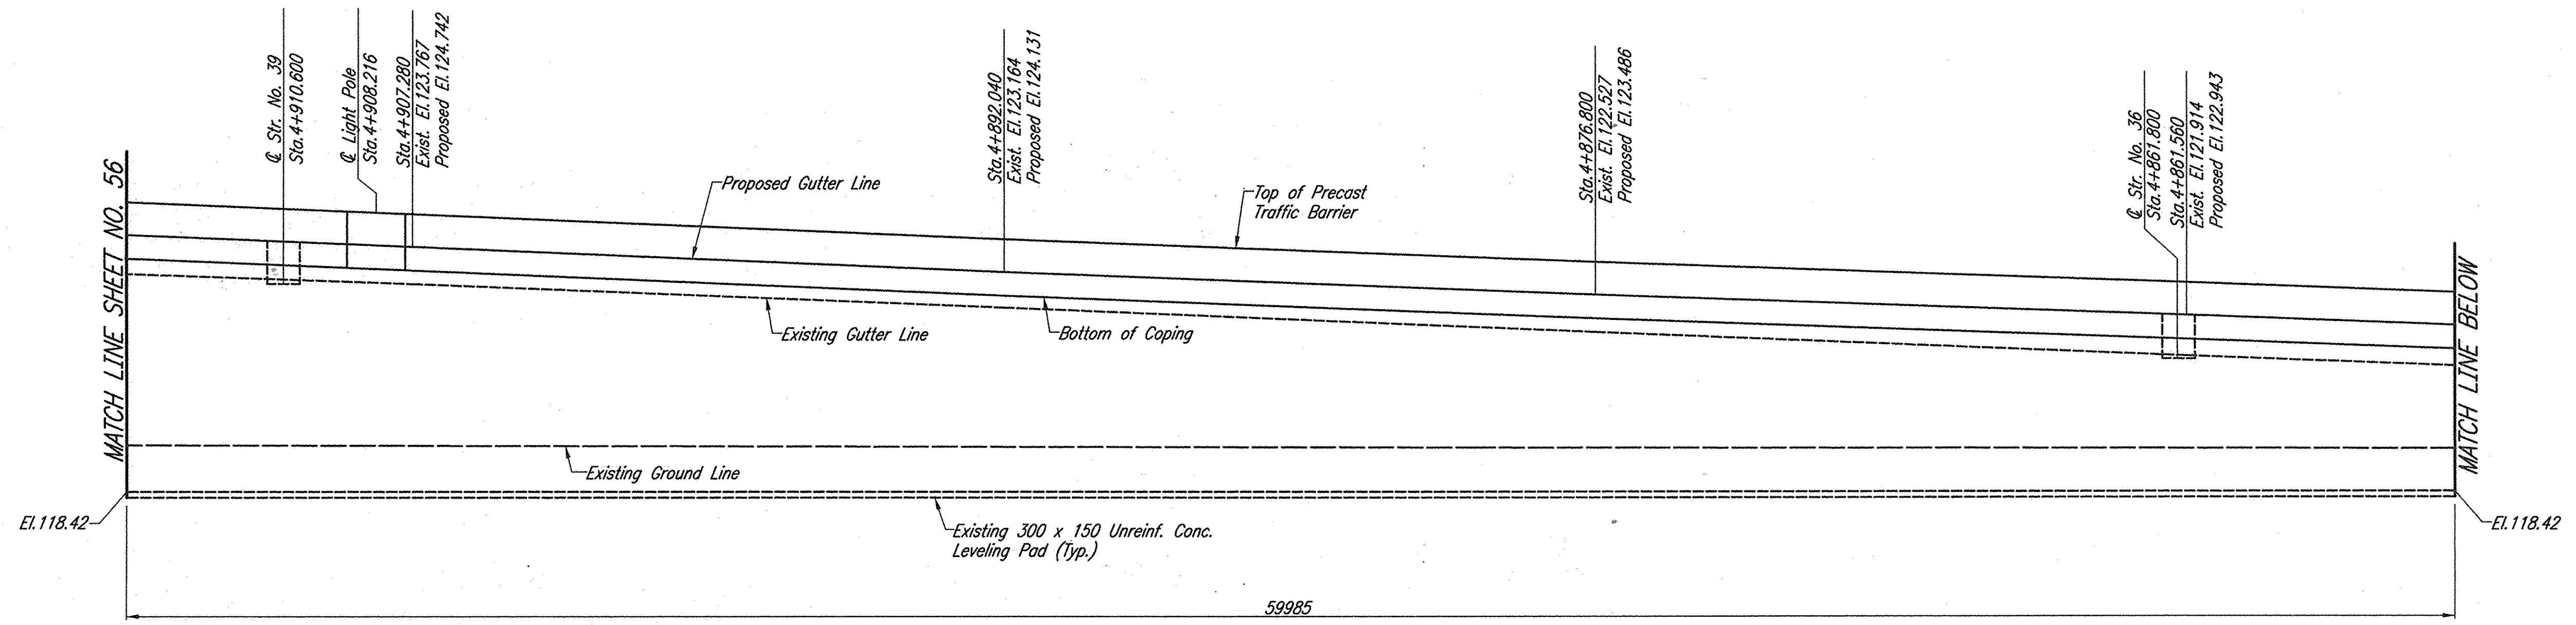 MATCH LINE SHEET NO. 56
℄ Str. No. 39
Sta.4+910.600
℄ Light Pole
Sta.4+908.216
Sta.4+907.280
Exist. El.123.767
Proposed El.124.742
Sta.4+892.040
Exist. El.123.164
Proposed El.124.131
Sta.4+876.800
Exist. El.122.527
Proposed El.123.486
℄ Str. No. 36
Sta.4+861.800
Sta.4+861.560
Exist. El.121.914
Proposed El.122.943
MATCH LINE BELOW
Proposed Gutter Line
Top of Precast
Traffic Barrier
Existing Gutter Line
Bottom of Coping
Existing Ground Line
El.118.42
Existing 300 x 150 Unreinf. Conc.
Leveling Pad (Typ.)
El.118.42
59985